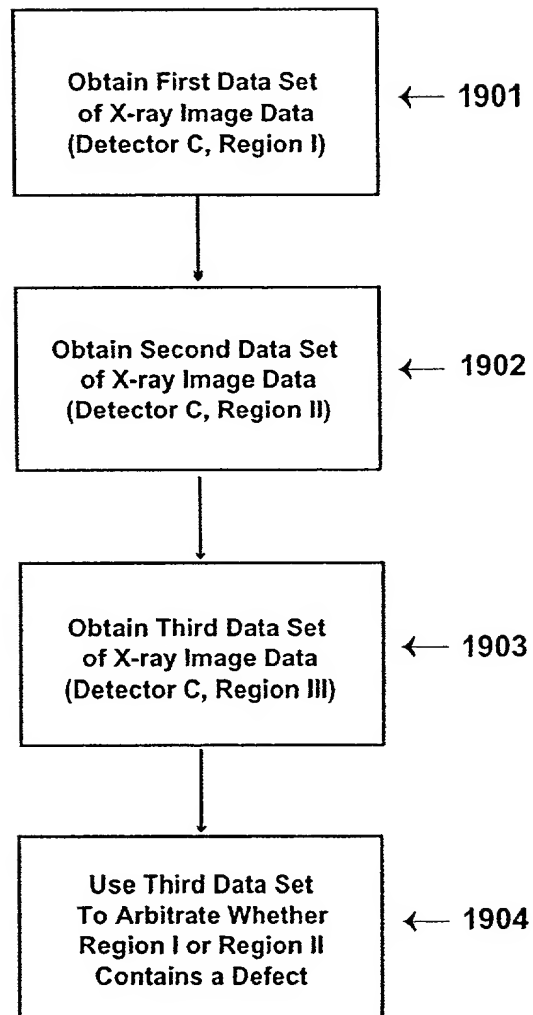 Obtain First Data Set
of X-ray Image Data
(Detector C, Region I)
← 1901
Obtain Second Data Set
of X-ray Image Data
(Detector C, Region II)
← 1902
Obtain Third Data Set
of X-ray Image Data
(Detector C, Region III)
← 1903
Use Third Data Set
To Arbitrate Whether
Region I or Region II
Contains a Defect
← 1904